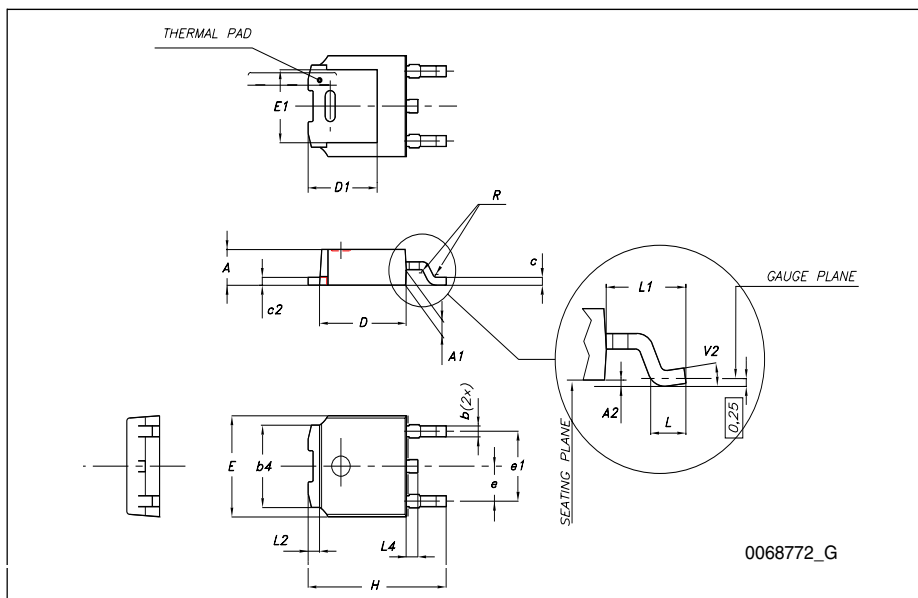 THERMAL PAD
E1
D1
R
A
c2
D
A1
c
L1
GAUGE PLANE
V2
A2
L
0,25
SEATING PLANE
b(2x)
E
b4
e
e1
L2
L4
H
0068772_G